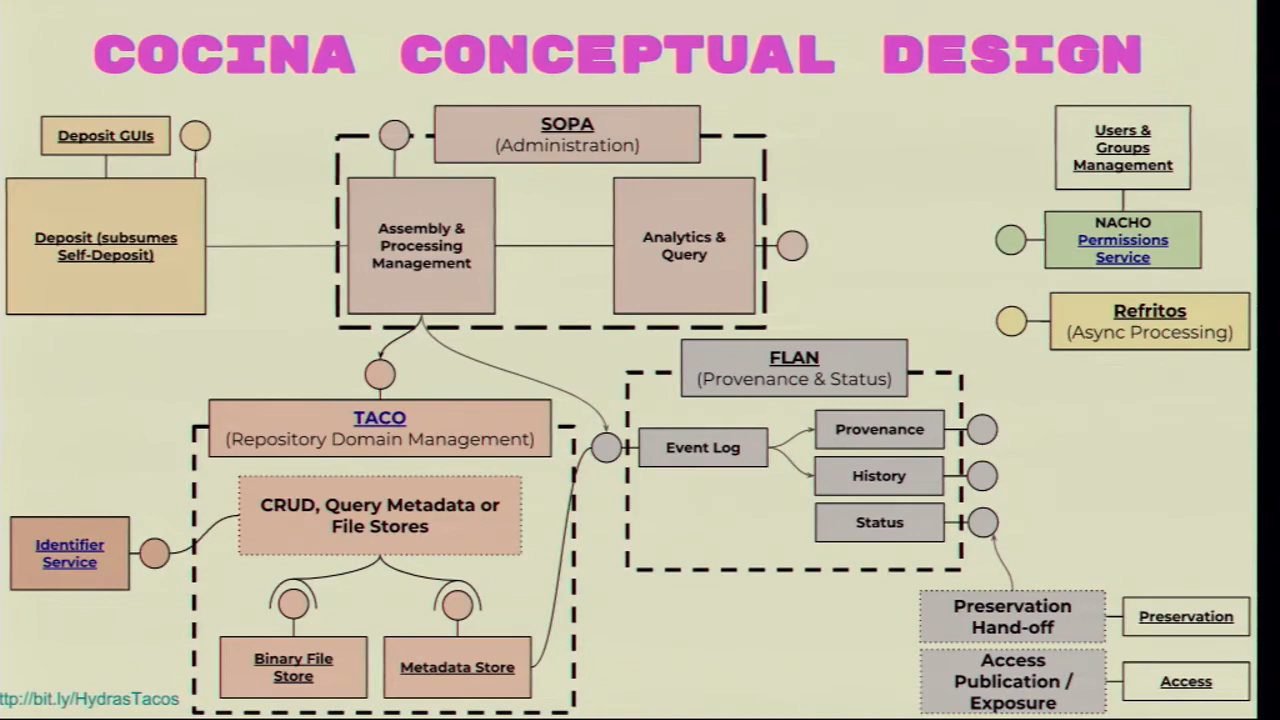 COCINA CONCEPTUAL DESIGN
Deposit GUIs
SOPA
(Administration)
Users &
Groups
Management
Deposit (subsumes
Self-Deposit)
Assembly &
Processing
Management
Analytics &
Query
NACHO
Permissions
Service
Refritos
(Async Processing)
FLAN
(Provenance & Status)
TACO
(Repository Domain Management)
Event Log
Provenance
History
Status
CRUD, Query Metadata or
File Stores
Identifier
Service
Binary File
Store
Metadata Store
Preservation
Hand-off
Preservation
Access
Publication /
Exposure
Access
ttp://bit.ly/HydrasTacos